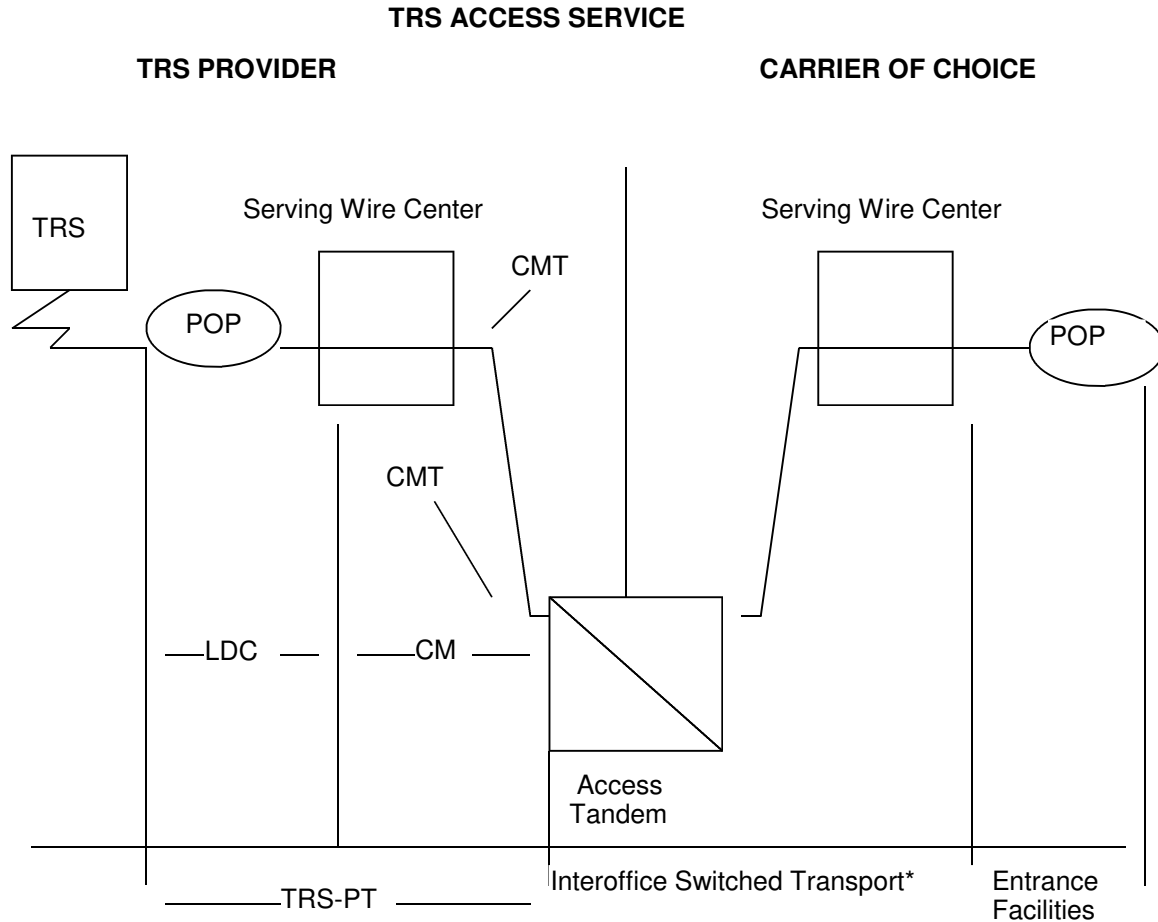 TRS ACCESS SERVICE
TRS PROVIDER
CARRIER OF CHOICE
TRS
Serving Wire Center
Serving Wire Center
CMT
POP
POP
CMT
LDC
CM
Access
Tandem
Interoffice Switched Transport*
Entrance
Facilities
TRS-PT